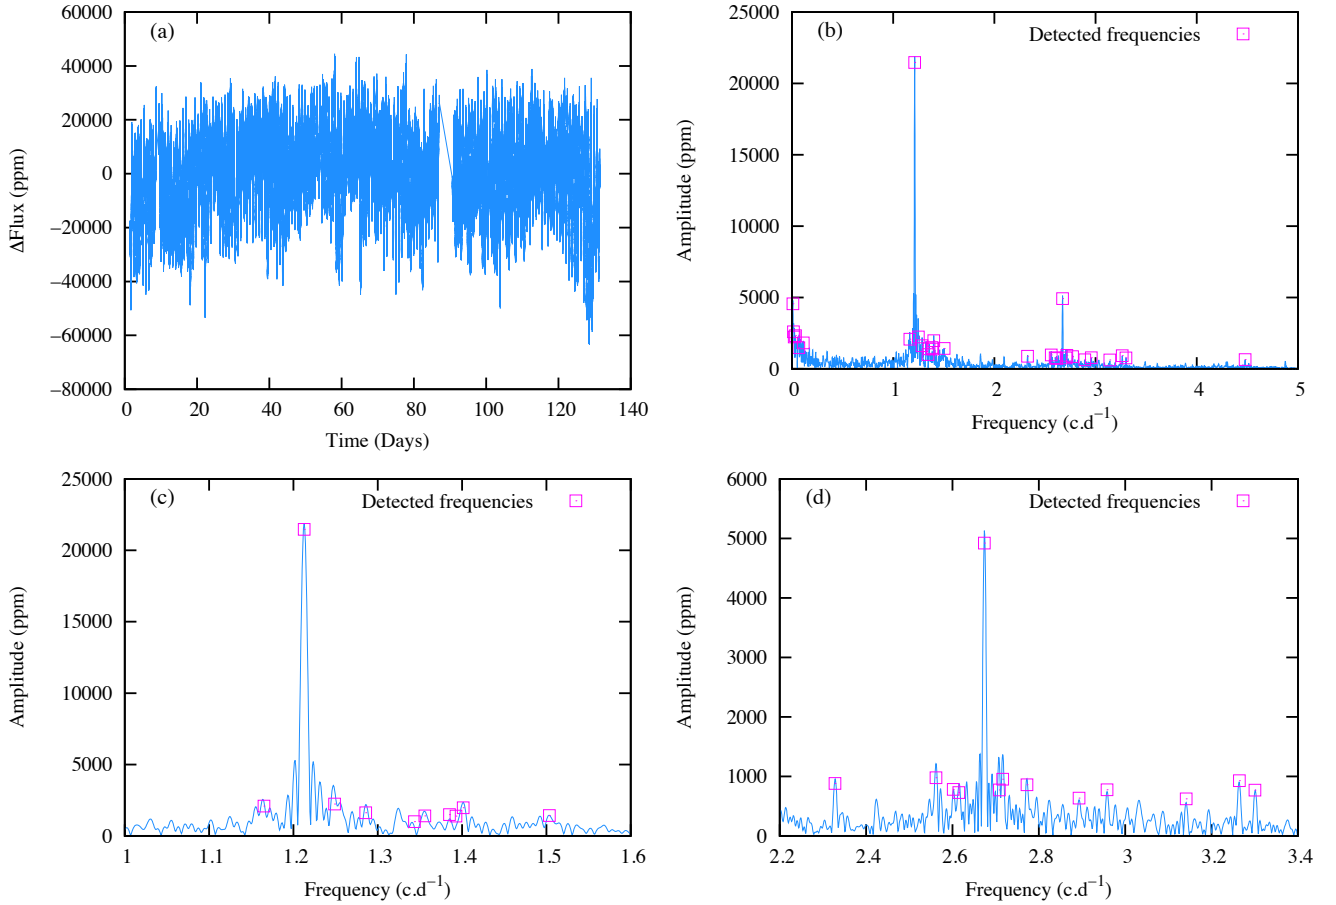 (a)
60000
40000
20000
0
−20000
−40000
−60000
−80000
ΔFlux (ppm)
0 20 40 60 80 100 120 140
Time (Days)
(b)
Detected frequencies
25000
20000
15000
10000
5000
0
Amplitude (ppm)
0 1 2 3 4 5
Frequency (c.d⁻¹)
(c)
Detected frequencies
25000
20000
15000
10000
5000
0
Amplitude (ppm)
1 1.1 1.2 1.3 1.4 1.5 1.6
Frequency (c.d⁻¹)
(d)
Detected frequencies
6000
5000
4000
3000
2000
1000
0
Amplitude (ppm)
2.2 2.4 2.6 2.8 3 3.2 3.4
Frequency (c.d⁻¹)